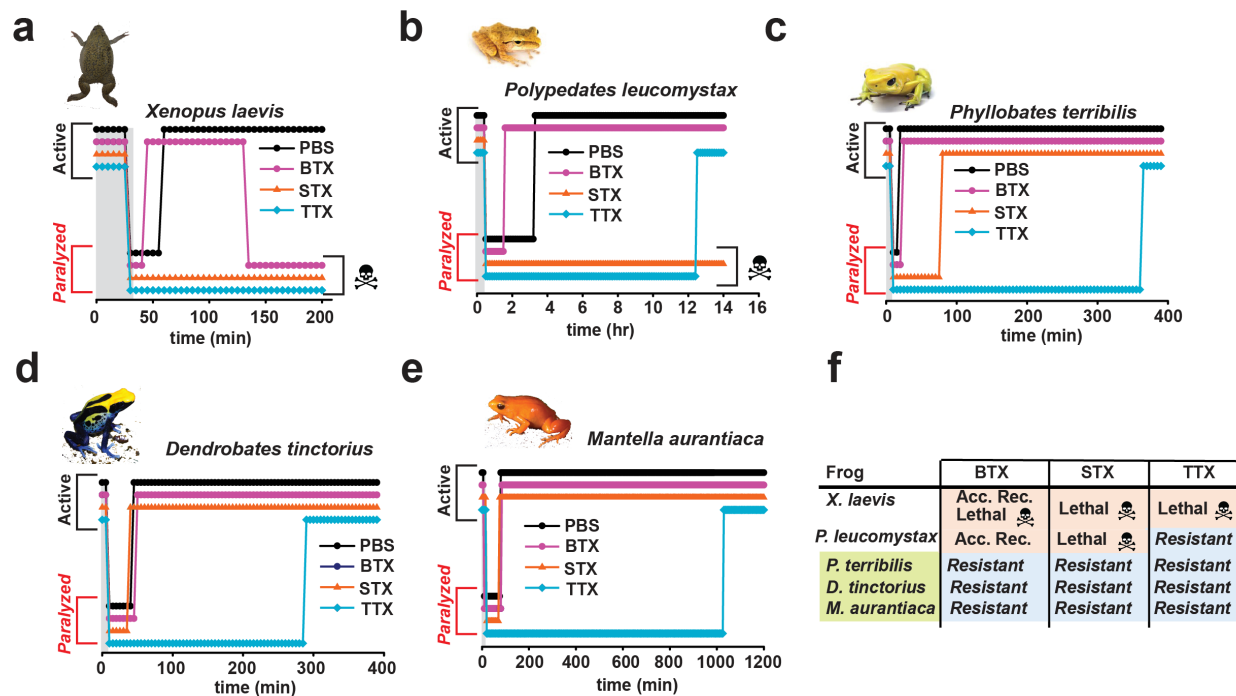 a
Xenopus laevis
Active
Paralyzed
PBS
BTX
STX
TTX
0 50 100 150 200
time (min)
b
Polypedates leucomystax
Active
Paralyzed
PBS
BTX
STX
TTX
0 2 4 6 8 10 12 14 16
time (hr)
c
Phyllobates terribilis
Active
Paralyzed
PBS
BTX
STX
TTX
0 100 200 300 400
time (min)
d
Dendrobates tinctorius
Active
Paralyzed
PBS
BTX
STX
TTX
0 100 200 300 400
time (min)
e
Mantella aurantiaca
Active
Paralyzed
PBS
BTX
STX
TTX
0 200 400 600 800 1000 1200
time (min)
f
Frog BTX STX TTX
X. laevis Acc. Rec. Lethal Lethal Lethal
P. leucomystax Acc. Rec. Lethal Resistant
P. terribilis Resistant Resistant Resistant
D. tinctorius Resistant Resistant Resistant
M. aurantiaca Resistant Resistant Resistant